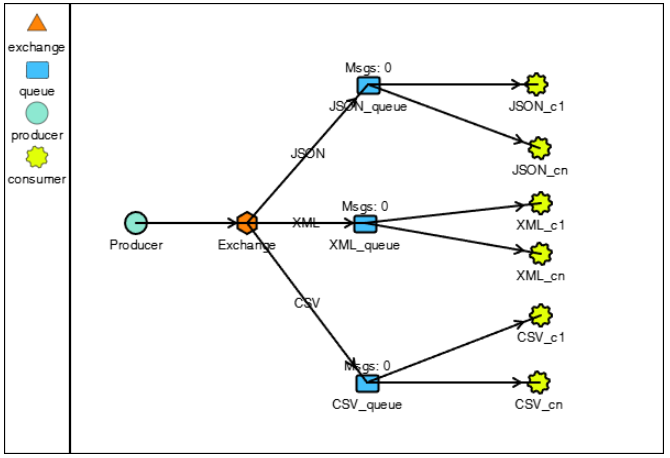 exchange
queue
producer
consumer
Msgs: 0
JSON_queue
JSON_c1
JSON
JSON_cn
Msgs: 0
XML_c1
XML
Producer
Exchange
XML_queue
XML_cn
CSV
CSV_c1
Msgs: 0
CSV_queue
CSV_cn